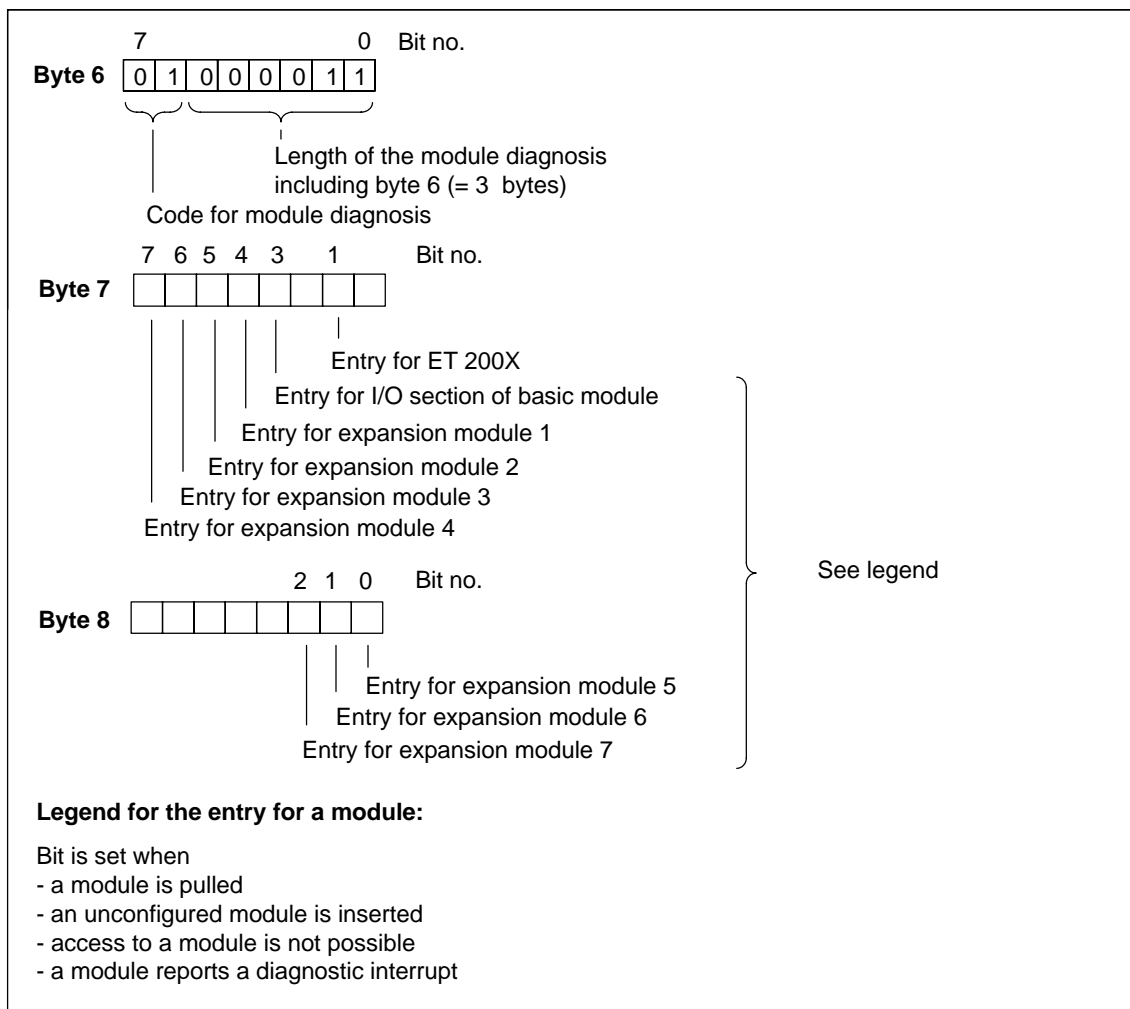 7 0 Bit no.
Byte 6 0 1 0 0 0 0 1 1
Length of the module diagnosis
including byte 6 (= 3 bytes)
Code for module diagnosis
7 6 5 4 3 1 Bit no.
Byte 7
Entry for ET 200X
Entry for I/O section of basic module
Entry for expansion module 1
Entry for expansion module 2
Entry for expansion module 3
Entry for expansion module 4
See legend
2 1 0 Bit no.
Byte 8
Entry for expansion module 5
Entry for expansion module 6
Entry for expansion module 7
Legend for the entry for a module:
Bit is set when
- a module is pulled
- an unconfigured module is inserted
- access to a module is not possible
- a module reports a diagnostic interrupt